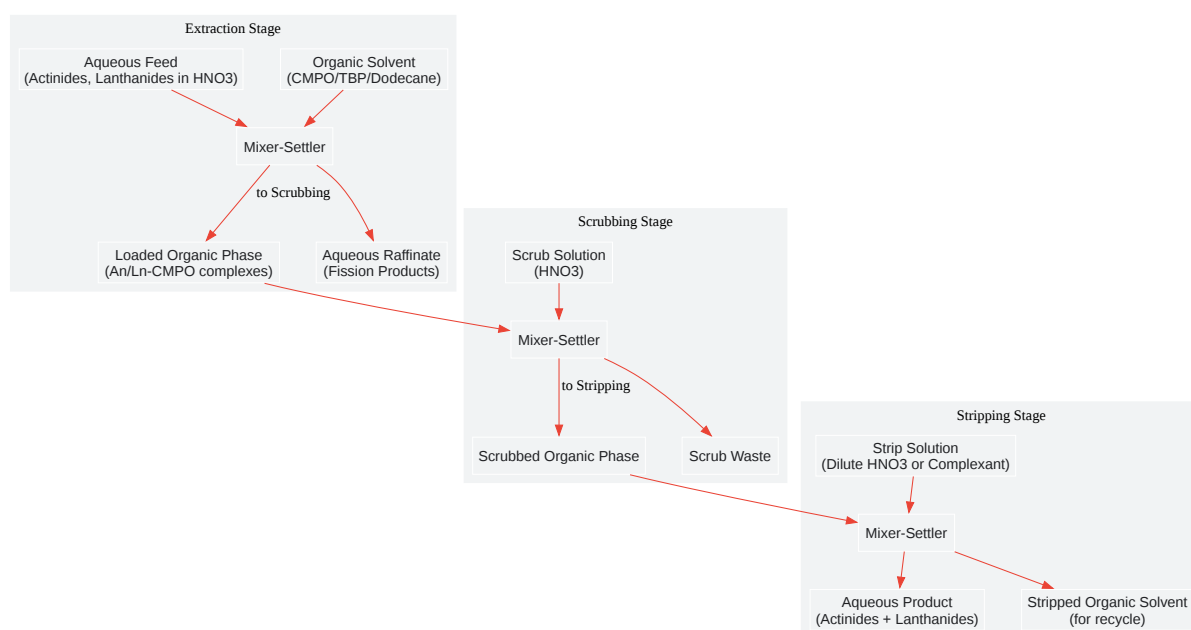 Extraction Stage
Aqueous Feed
(Actinides, Lanthanides in HNO3)
Organic Solvent
(CMPO/TBP/Dodecane)
Mixer-Settler
to Scrubbing
Loaded Organic Phase
(An/Ln-CMPO complexes)
Aqueous Raffinate
(Fission Products)
Scrubbing Stage
Scrub Solution
(HNO3)
Mixer-Settler
to Stripping
Scrubbed Organic Phase
Scrub Waste
Stripping Stage
Strip Solution
(Dilute HNO3 or Complexant)
Mixer-Settler
Aqueous Product
(Actinides + Lanthanides)
Stripped Organic Solvent
(for recycle)